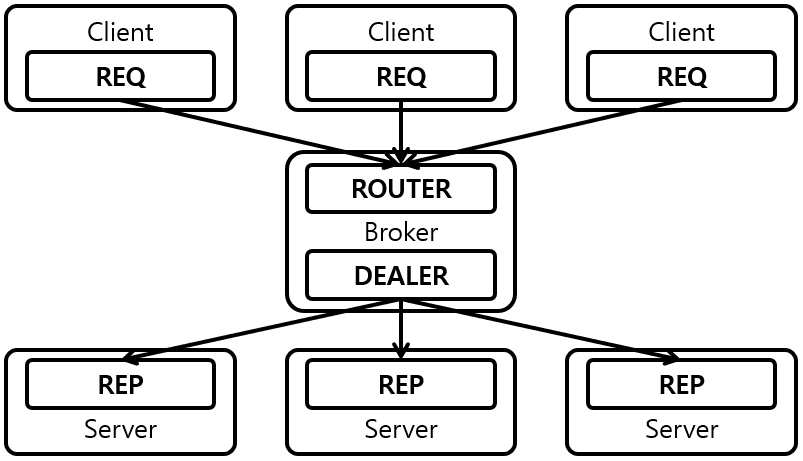 Client Client Client
REQ REQ REQ
ROUTER
Broker
DEALER
REP REP REP
Server Server Server